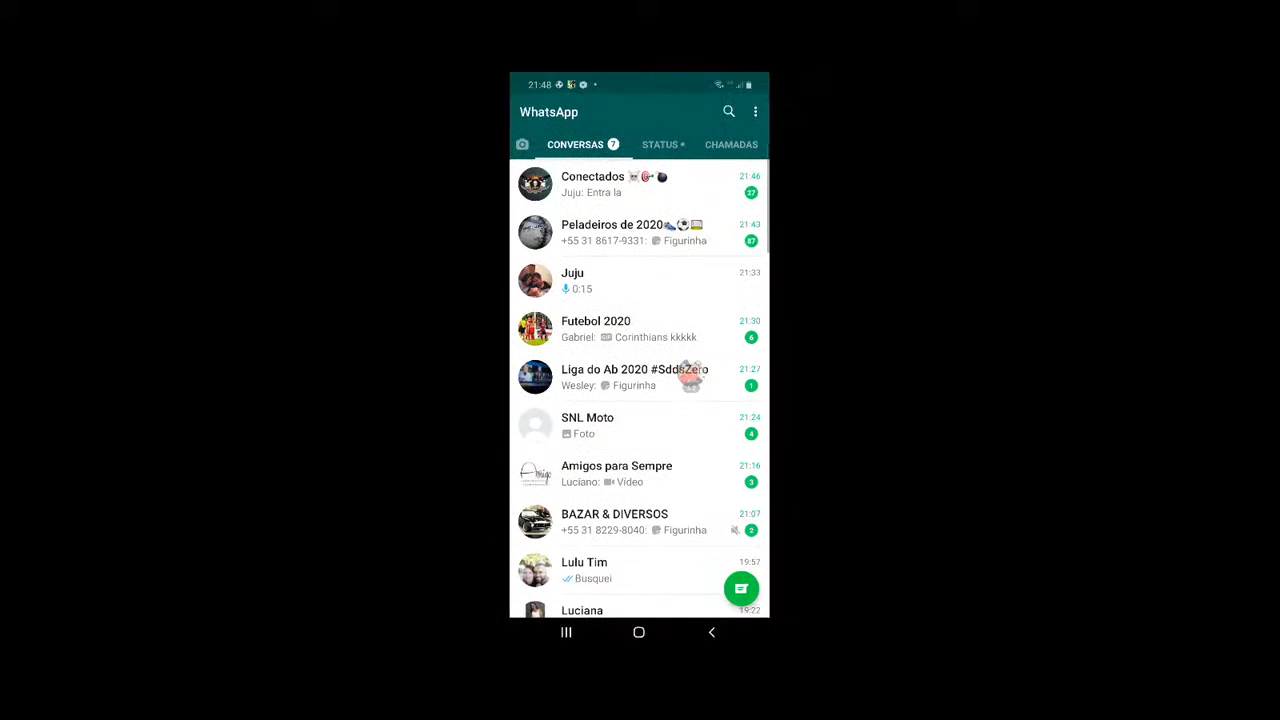 21:48
WhatsApp
CONVERSAS 7 STATUS CHAMADAS
Conectados ☠️🎯💣 21:46
Juju: Entra la 27
Peladeiros de 2020👟⚽🥅 21:43
+55 31 8617-9331: Figurinha 87
Juju 21:33
0:15
Futebol 2020 21:30
Gabriel: GIF Corinthians kkkkk 6
Liga do Ab 2020 #SddsZero 21:27
Wesley: Figurinha 1
SNL Moto 21:24
Foto 4
Amigos para Sempre 21:16
Luciano: Vídeo 3
BAZAR & DIVERSOS 21:07
+55 31 8229-8040: Figurinha 2
Lulu Tim 19:57
Busquei
Luciana 19:22